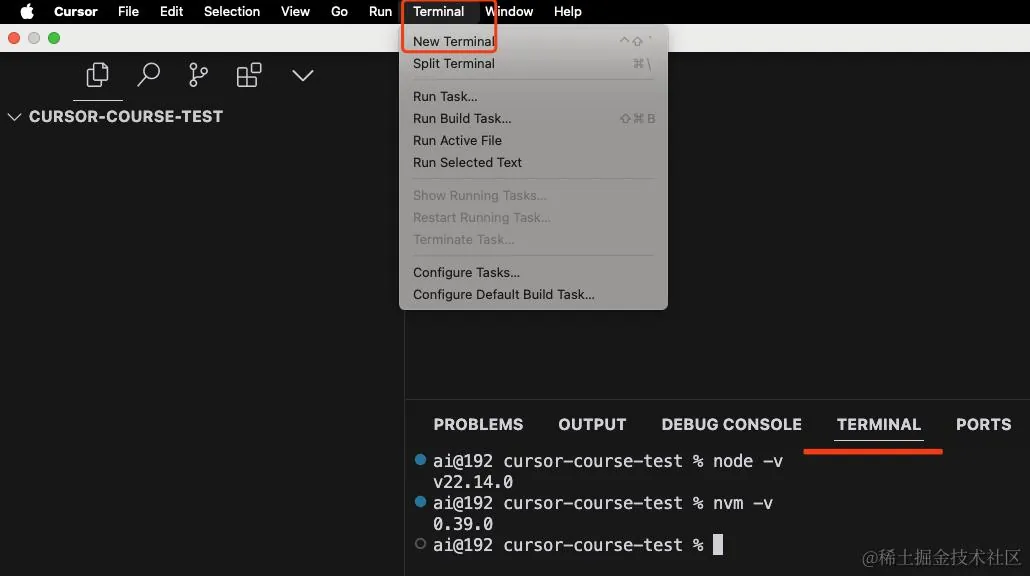 Cursor File Edit Selection View Go Run Terminal Window Help
New Terminal ⌃⇧`
Split Terminal ⌘\
Run Task...
Run Build Task... ⇧⌘B
Run Active File
Run Selected Text
Show Running Tasks...
Restart Running Task...
Terminate Task...
Configure Tasks...
Configure Default Build Task...
CURSOR-COURSE-TEST
PROBLEMS OUTPUT DEBUG CONSOLE TERMINAL PORTS
ai@192 cursor-course-test % node -v
v22.14.0
ai@192 cursor-course-test % nvm -v
0.39.0
ai@192 cursor-course-test %
@稀土掘金技术社区